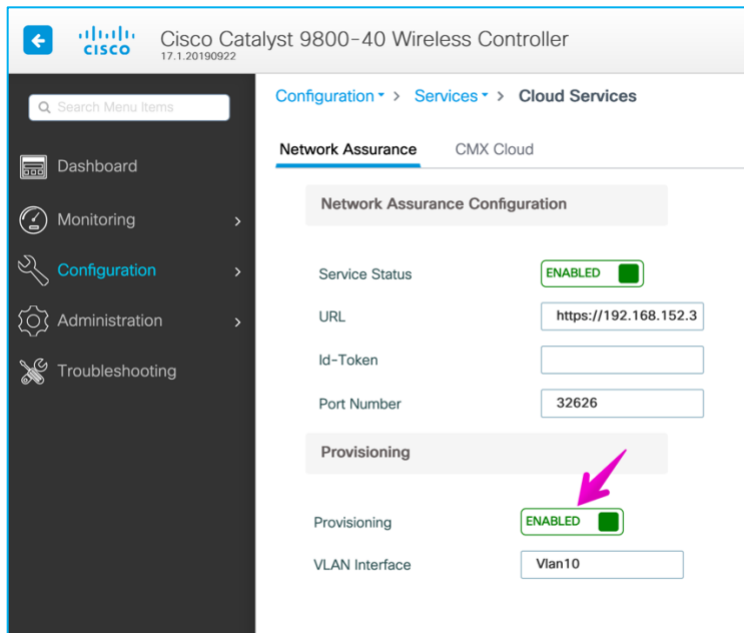 CISCO
Cisco Catalyst 9800-40 Wireless Controller
17.1.20190922
Search Menu Items
Dashboard
Monitoring
Configuration
Administration
Troubleshooting
Configuration > Services > Cloud Services
Network Assurance CMX Cloud
Network Assurance Configuration
Service Status ENABLED
URL https://192.168.152.3
Id-Token
Port Number 32626
Provisioning
Provisioning ENABLED
VLAN Interface Vlan10